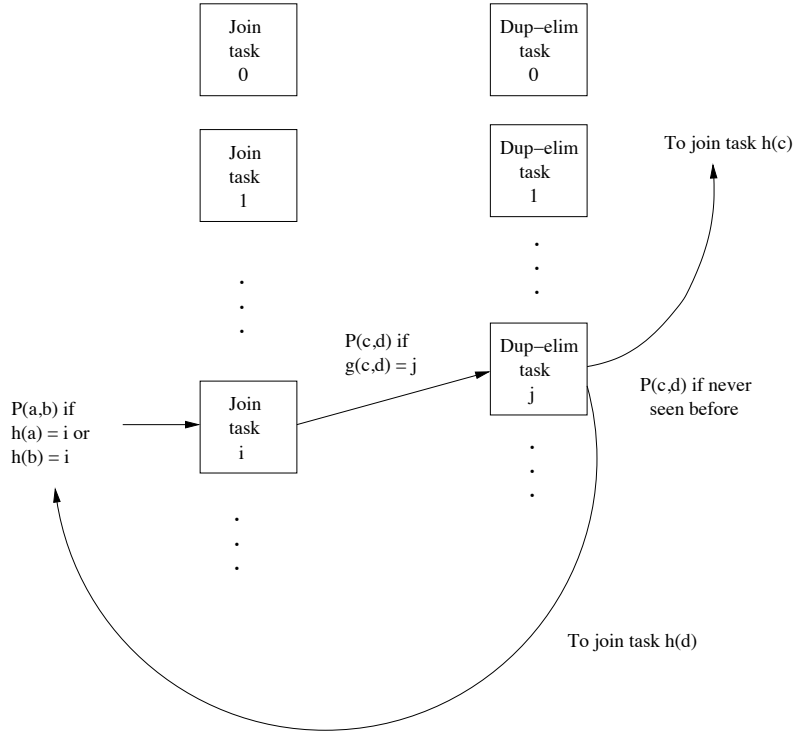 Join
task
0
Dup–elim
task
0
Join
task
1
Dup–elim
task
1
To join task h(c)
P(c,d) if
g(c,d) = j
Dup–elim
task
j
P(c,d) if never
seen before
P(a,b) if
h(a) = i or
h(b) = i
Join
task
i
To join task h(d)